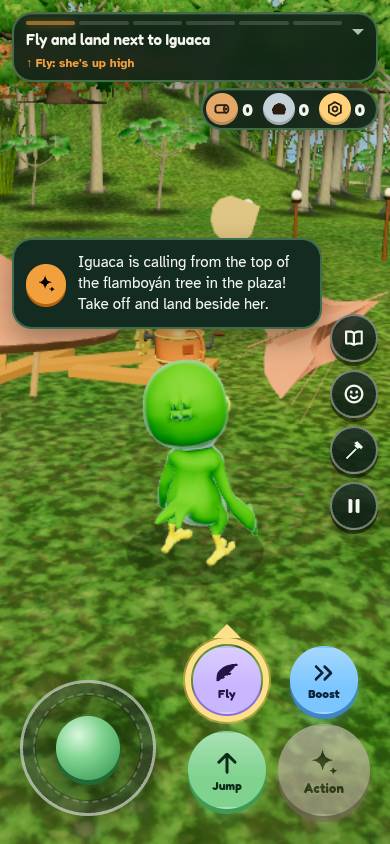 Fly and land next to Iguaca
↑ Fly: she's up high
0 0 0
Iguaca is calling from the top of
the flamboyán tree in the plaza!
Take off and land beside her.
Fly
Boost
Jump
Action